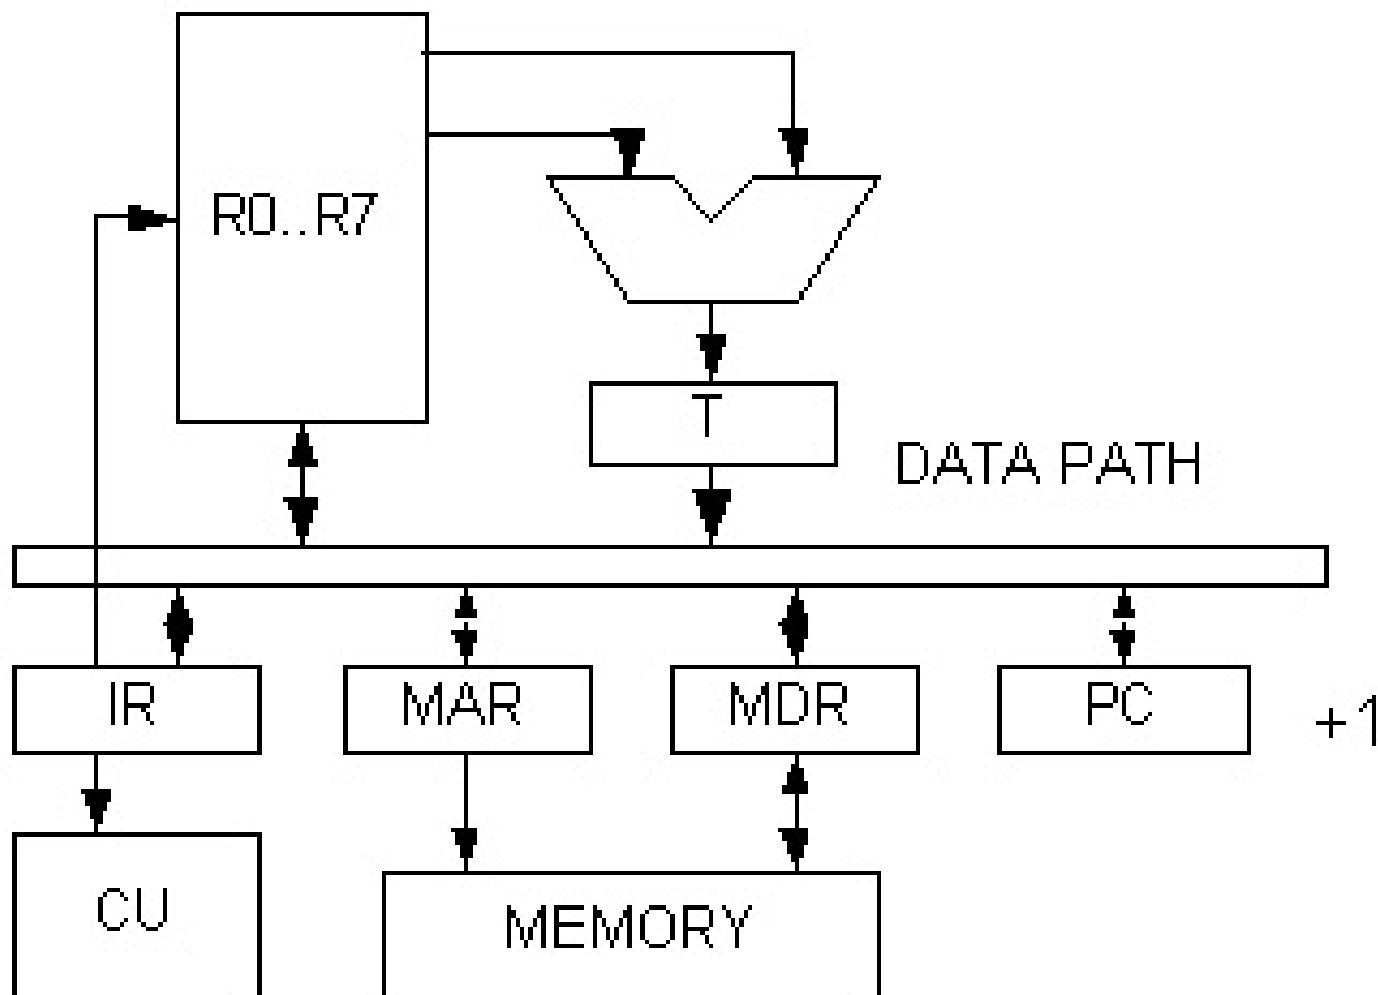 R0..R7
T
DATA PATH
IR
MAR
MDR
PC
+1
CU
MEMORY